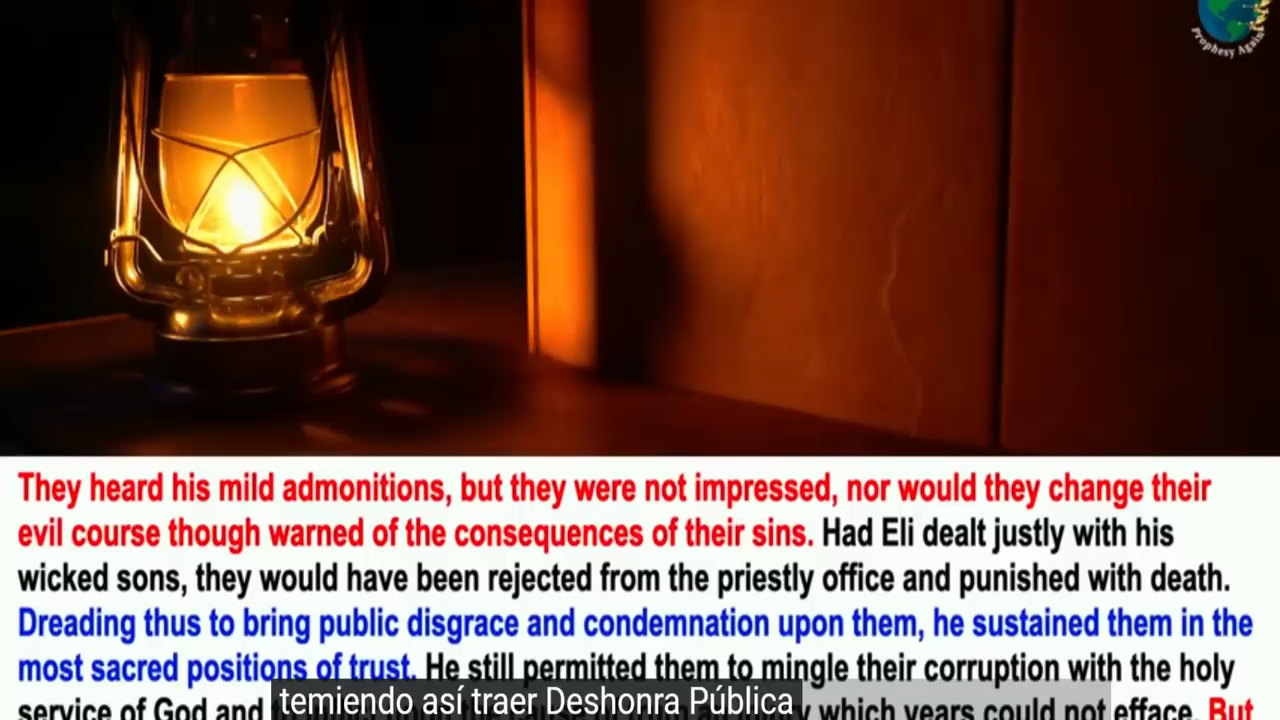 Prophesy Again
They heard his mild admonitions, but they were not impressed, nor would they change their
evil course though warned of the consequences of their sins. Had Eli dealt justly with his
wicked sons, they would have been rejected from the priestly office and punished with death.
Dreading thus to bring public disgrace and condemnation upon them, he sustained them in the
most sacred positions of trust. He still permitted them to mingle their corruption with the holy
service of God and which years could not efface. But
temiendo así traer Deshonra Pública